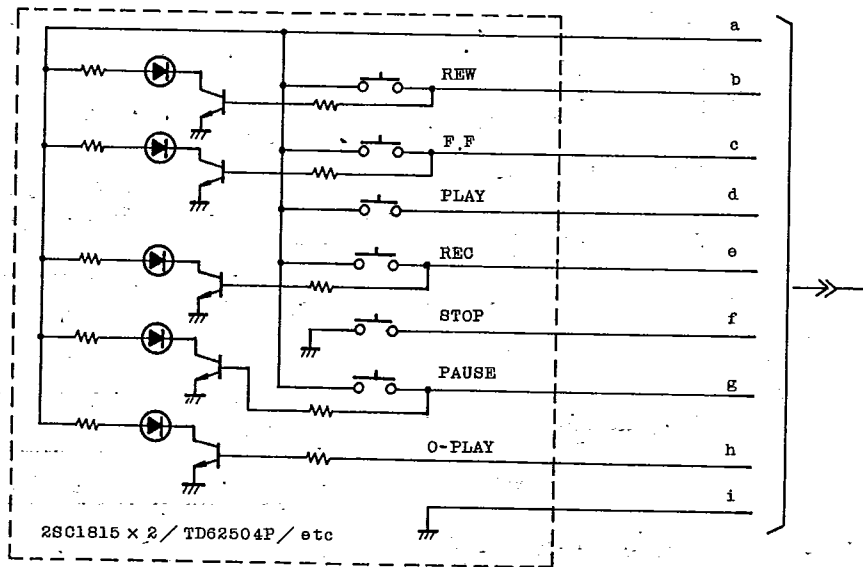 a
REW
b
F.F
c
PLAY
d
REC
e
STOP
f
PAUSE
g
O-PLAY
h
i
2SC1815 × 2 / TD62504P / etc